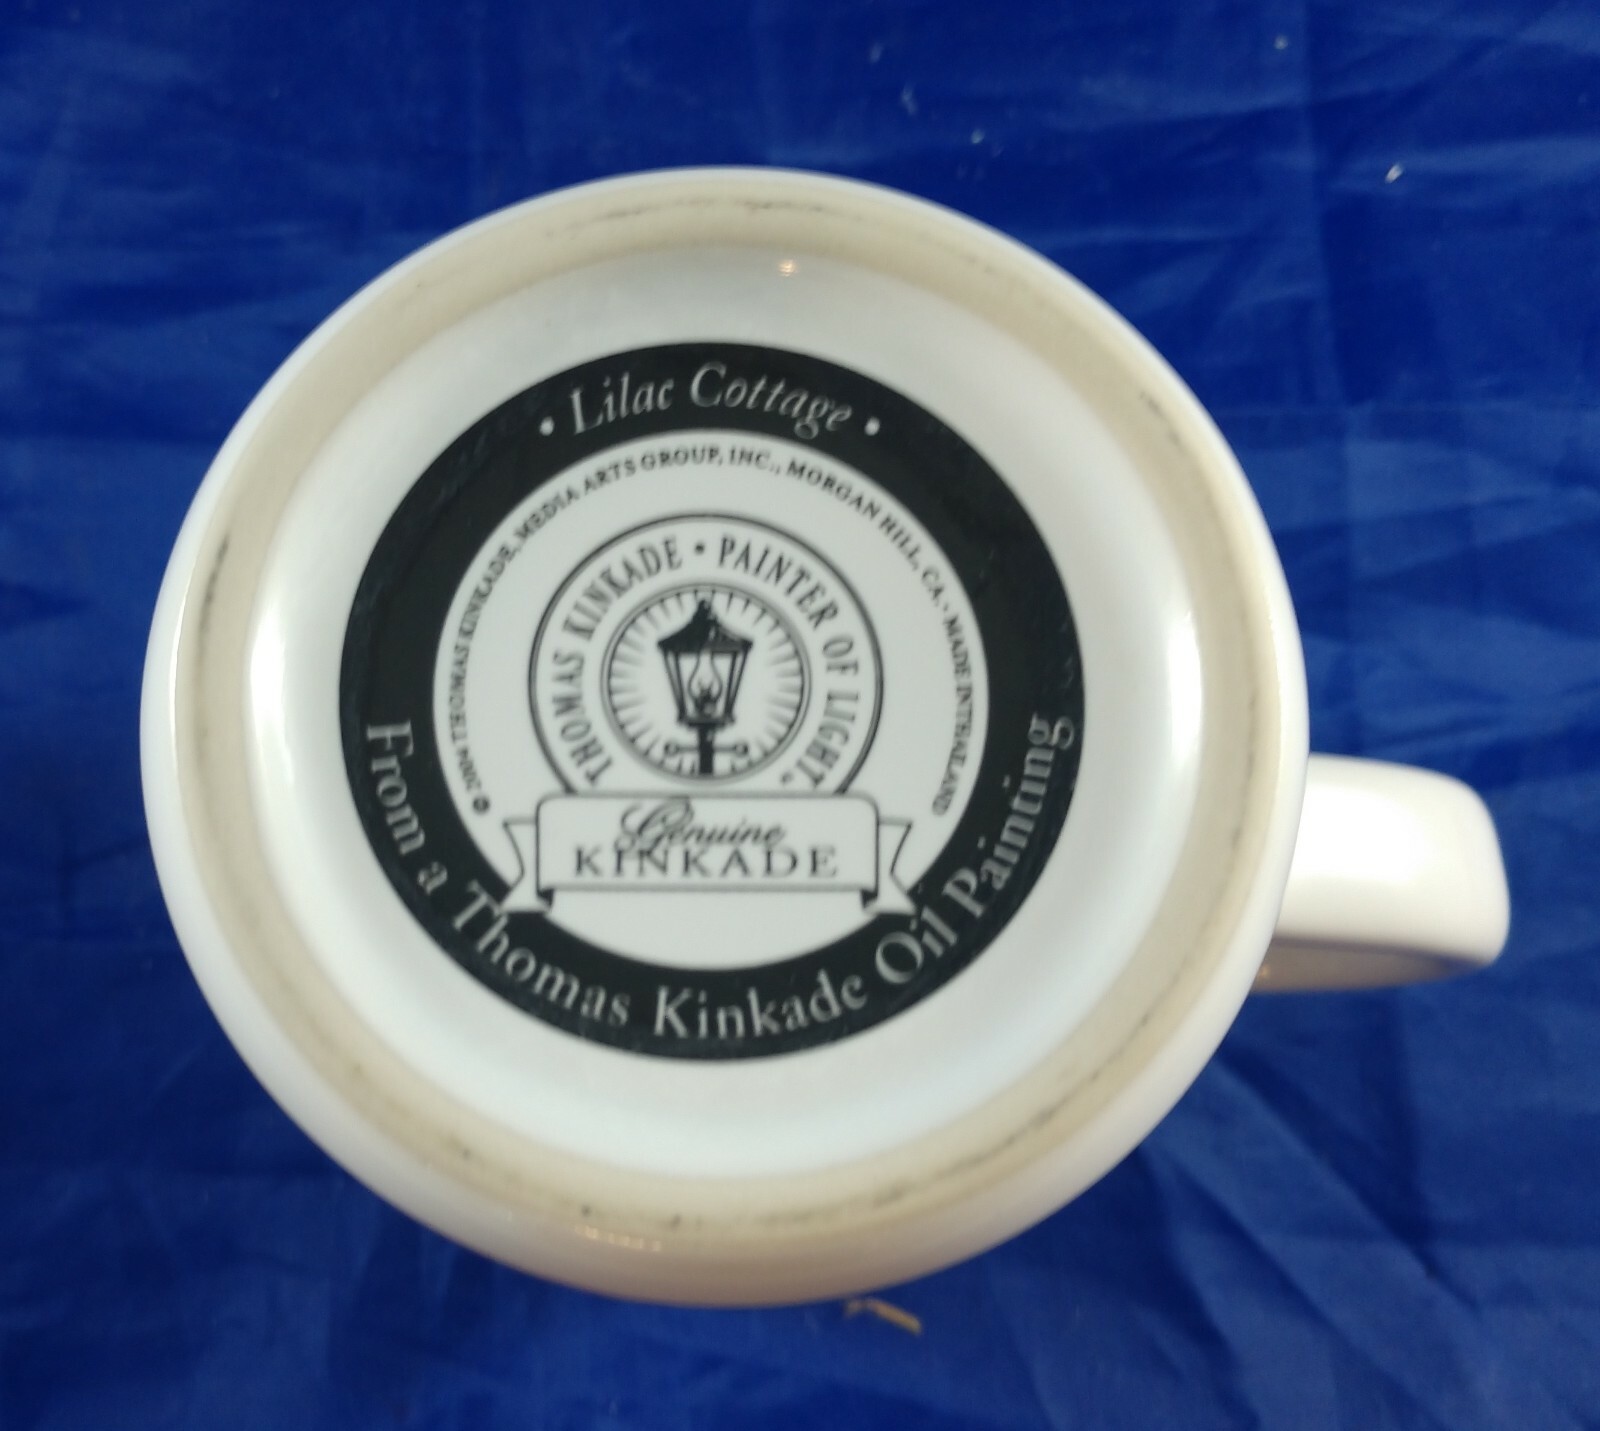 • Lilac Cottage •
© 2004 THOMAS KINKADE, MEDIA ARTS GROUP, INC., MORGAN HILL, CA. · MADE IN THAILAND
THOMAS KINKADE • PAINTER OF LIGHT™
Genuine
KINKADE
From a Thomas Kinkade Oil Painting